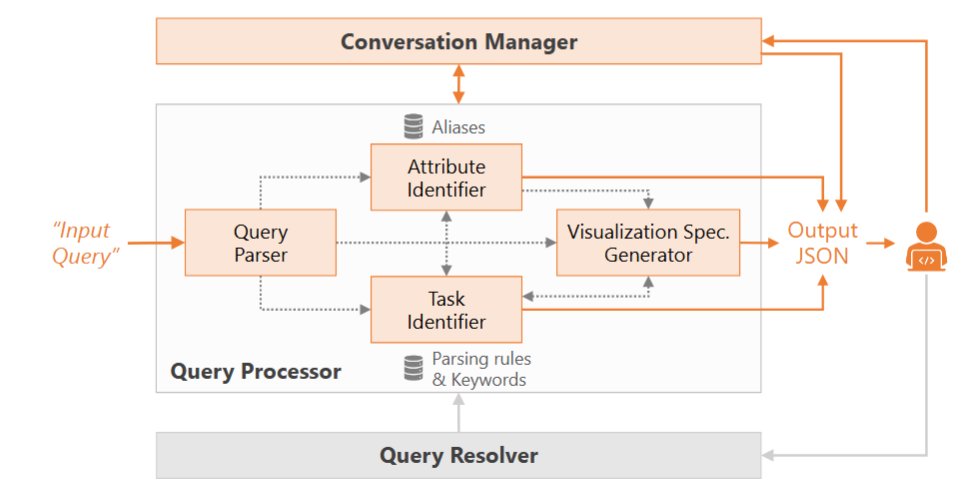 Conversation Manager
Aliases
Attribute
Identifier
“Input
Query”
Query
Parser
Visualization Spec.
Generator
Output
JSON
</>
Task
Identifier
Parsing rules
& Keywords
Query Processor
Query Resolver